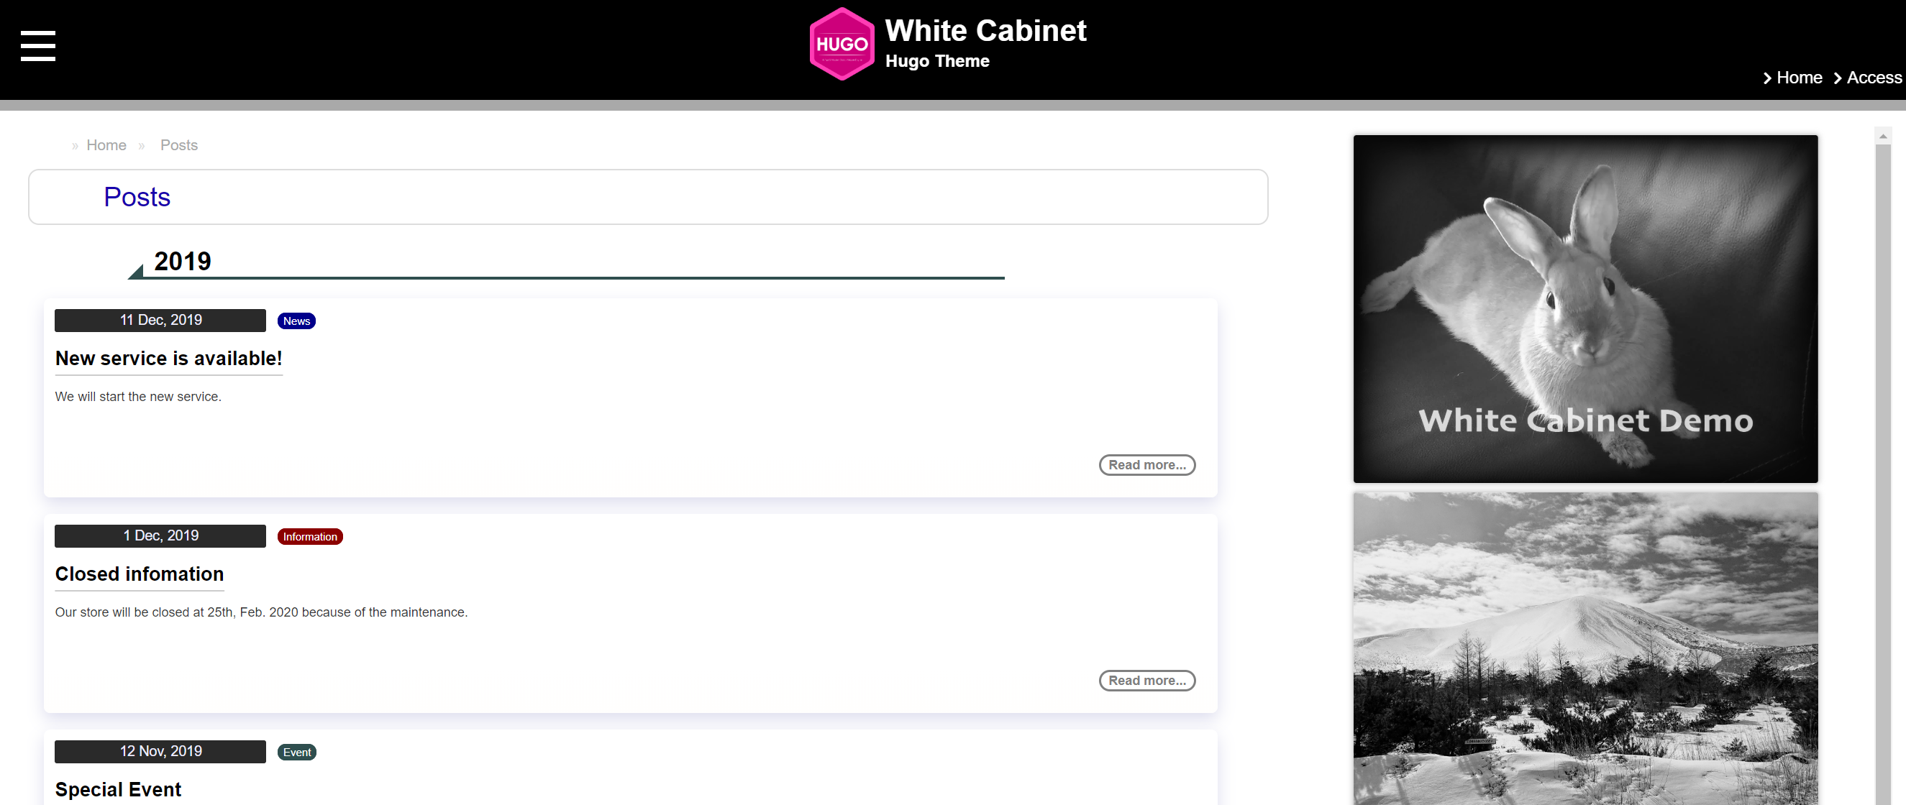 HUGO
White Cabinet
Hugo Theme
Home Access
» Home » Posts
Posts
2019
11 Dec, 2019 News
New service is available!
We will start the new service.
Read more...
1 Dec, 2019 Information
Closed infomation
Our store will be closed at 25th, Feb. 2020 because of the maintenance.
Read more...
12 Nov, 2019 Event
Special Event
White Cabinet Demo